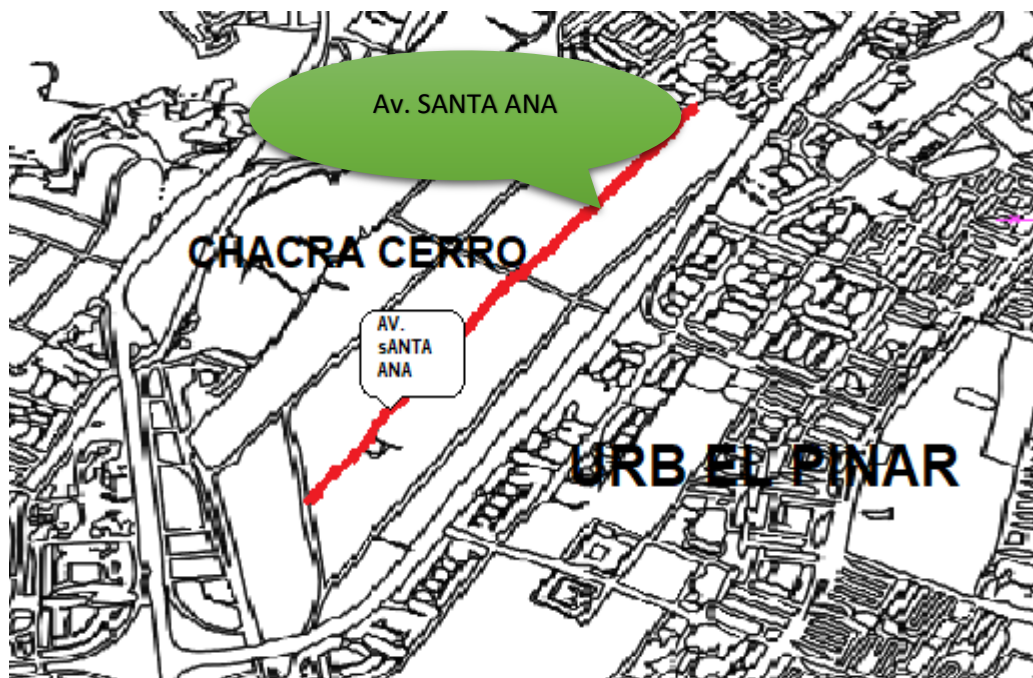 Av. SANTA ANA
CHACRA CERRO
AV.
sANTA
ANA
URB EL PINAR